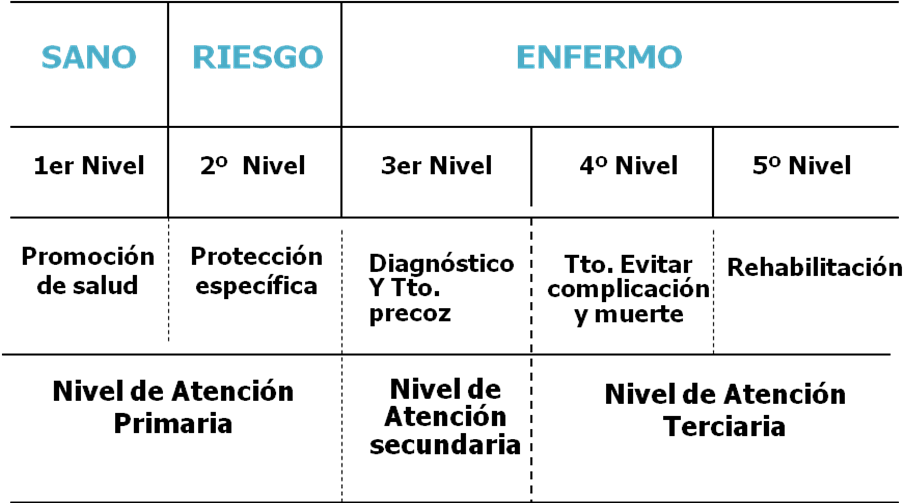 SANO RIESGO ENFERMO
1er Nivel 2º Nivel 3er Nivel 4º Nivel 5º Nivel
Promoción
de salud
Protección
específica
Diagnóstico
Y Tto.
precoz
Tto. Evitar
complicación
y muerte
Rehabilitación
Nivel de Atención
Primaria
Nivel de
Atención
secundaria
Nivel de Atención
Terciaria